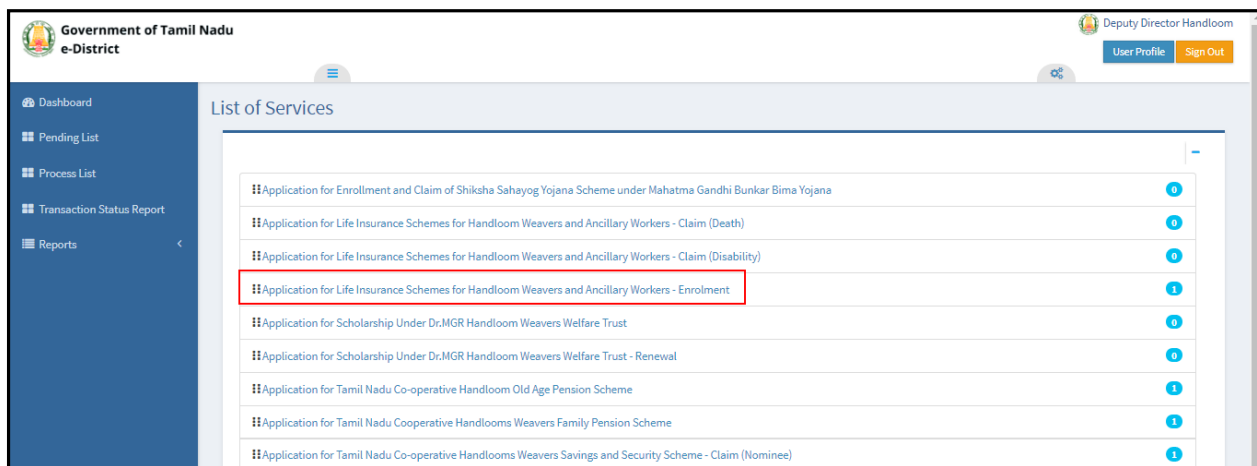 Government of Tamil Nadu
e-District
Deputy Director Handloom
User Profile
Sign Out
Dashboard
Pending List
Process List
Transaction Status Report
Reports
List of Services
Application for Enrollment and Claim of Shiksha Sahayog Yojana Scheme under Mahatma Gandhi Bunkar Bima Yojana 0
Application for Life Insurance Schemes for Handloom Weavers and Ancillary Workers - Claim (Death) 0
Application for Life Insurance Schemes for Handloom Weavers and Ancillary Workers - Claim (Disability) 0
Application for Life Insurance Schemes for Handloom Weavers and Ancillary Workers - Enrolment 1
Application for Scholarship Under Dr.MGR Handloom Weavers Welfare Trust 0
Application for Scholarship Under Dr.MGR Handloom Weavers Welfare Trust - Renewal 0
Application for Tamil Nadu Co-operative Handloom Old Age Pension Scheme 1
Application for Tamil Nadu Cooperative Handlooms Weavers Family Pension Scheme 1
Application for Tamil Nadu Co-operative Handlooms Weavers Savings and Security Scheme - Claim (Nominee) 1